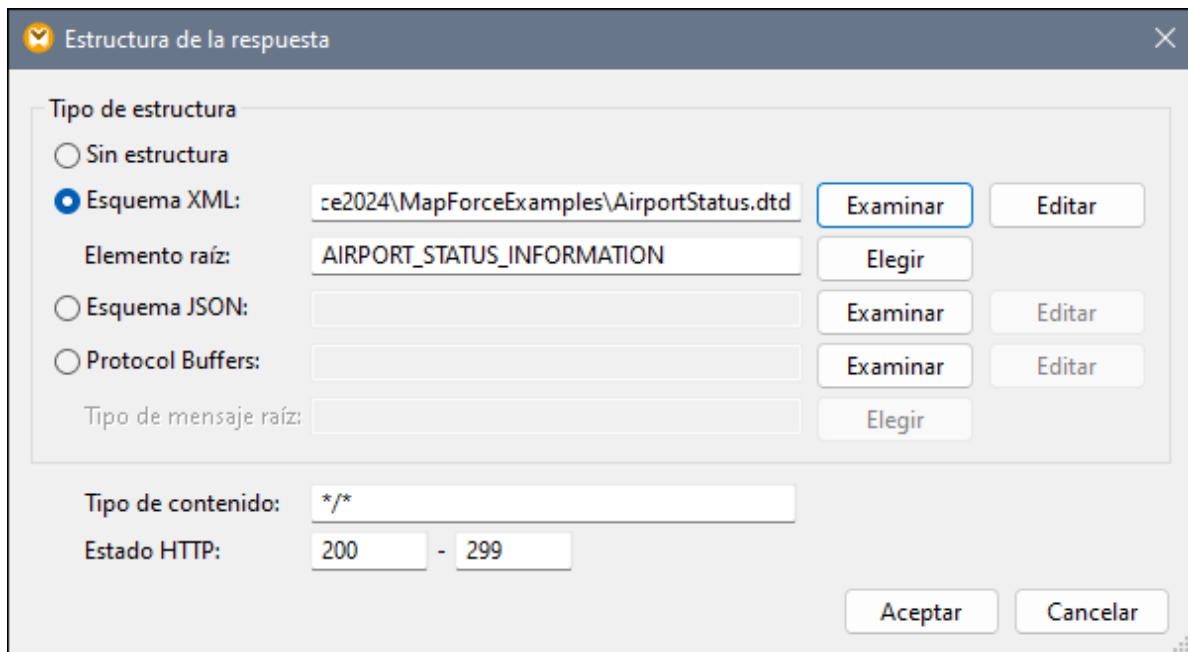 Estructura de la respuesta
Tipo de estructura
Sin estructura
Esquema XML: :e2024\MapForceExamples\AirportStatus.dtd Examinar Editar
Elemento raíz: AIRPORT_STATUS_INFORMATION Elegir
Esquema JSON: Examinar Editar
Protocol Buffers: Examinar Editar
Tipo de mensaje raíz: Elegir
Tipo de contenido: */*
Estado HTTP: 200 - 299
Aceptar Cancelar